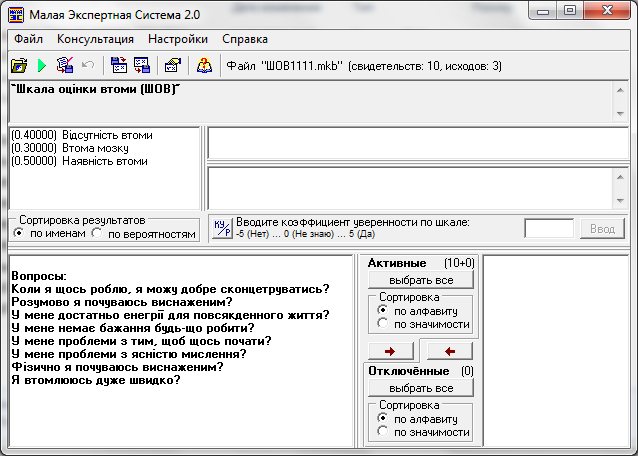 Малая Экспертная Система 2.0
Файл Консультация Настройки Справка
Файл "ШОВ1111.mkb" (свидетельств: 10, исходов: 3)
"Шкала оцінки втоми (ШОВ)"
(0.40000) Відсутність втоми
(0.30000) Втома мозку
(0.50000) Наявність втоми
Сортировка результатов
по именам по вероятностям
КУ/Р
Вводите коэффициент уверенности по шкале:
-5 (Нет) ... 0 (Не знаю) ... 5 (Да)
Ввод
Вопросы:
Коли я щось роблю, я можу добре сконцетруватись?
Розумово я почуваюсь виснаженим?
У мене достатньо енегрії для повсякденного життя?
У мене немає бажання будь-що робити?
У мене проблеми з тим, щоб щось почати?
У мене проблеми з ясністю мислення?
Фізично я почуваюсь виснаженим?
Я втомлююсь дуже швидко?
Активные (10+0)
выбрать все
Сортировка
по алфавиту
по значимости
Отключённые (0)
выбрать все
Сортировка
по алфавиту
по значимости